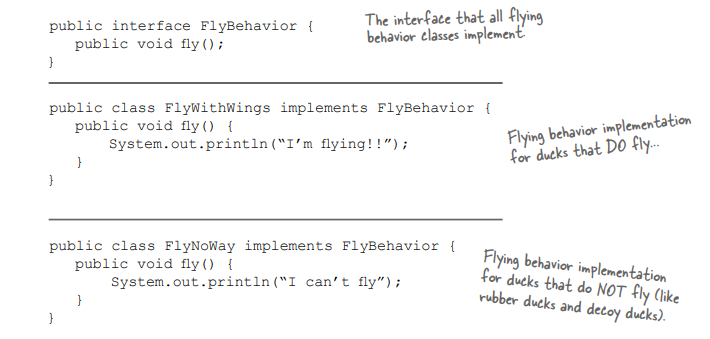 public interface FlyBehavior {
public void fly();
}
The interface that all flying
behavior classes implement.
public class FlyWithWings implements FlyBehavior {
public void fly() {
System.out.println(“I’m flying!!”);
}
}
Flying behavior implementation
for ducks that DO fly...
public class FlyNoWay implements FlyBehavior {
public void fly() {
System.out.println(“I can’t fly”);
}
}
Flying behavior implementation
for ducks that do NOT fly (like
rubber ducks and decoy ducks).